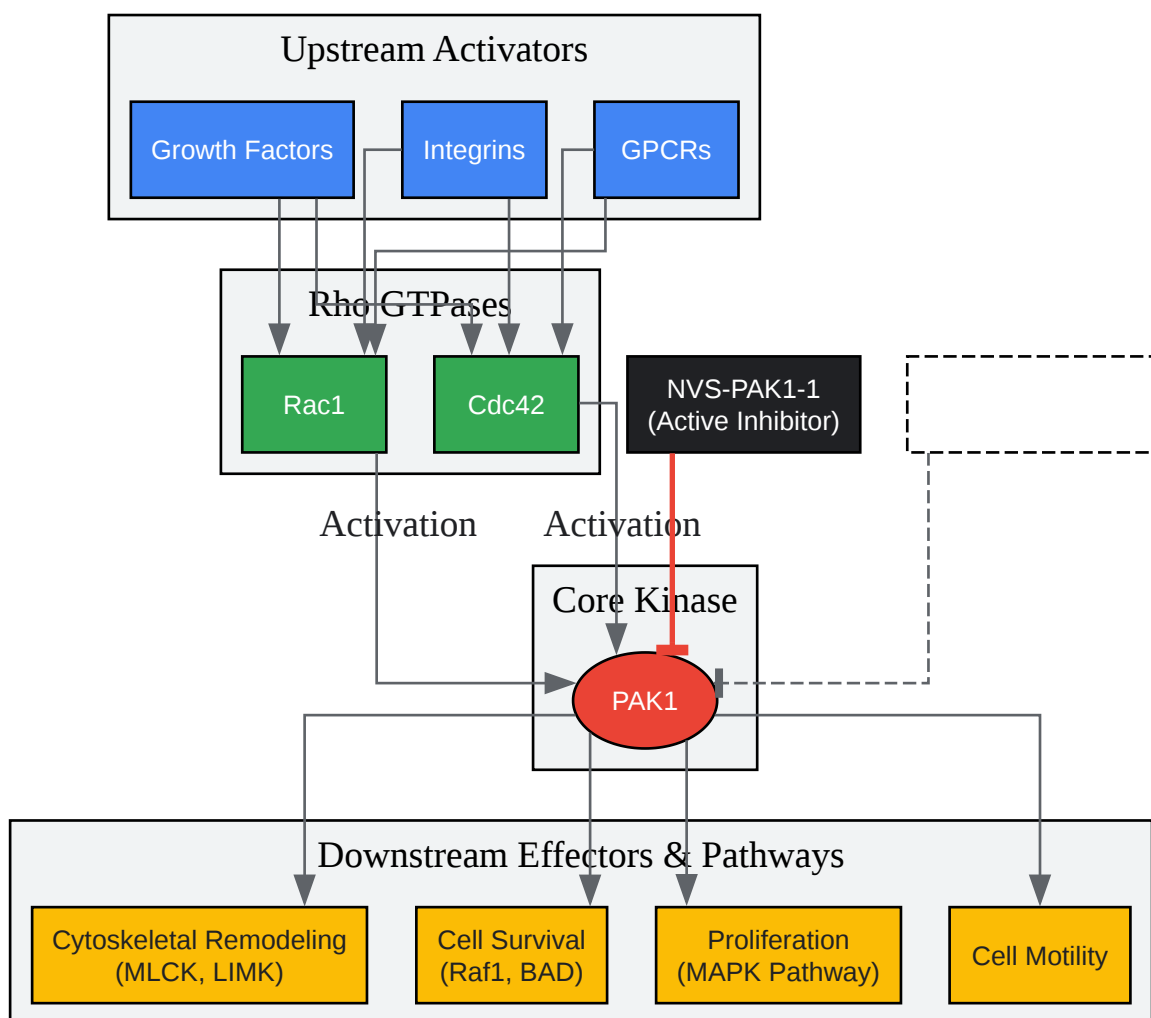 Upstream Activators
Growth Factors
Integrins
GPCRs
Rho GTPases
Rac1
Cdc42
NVS-PAK1-1
(Active Inhibitor)
Activation
Activation
Core Kinase
PAK1
Downstream Effectors & Pathways
Cytoskeletal Remodeling
(MLCK, LIMK)
Cell Survival
(Raf1, BAD)
Proliferation
(MAPK Pathway)
Cell Motility